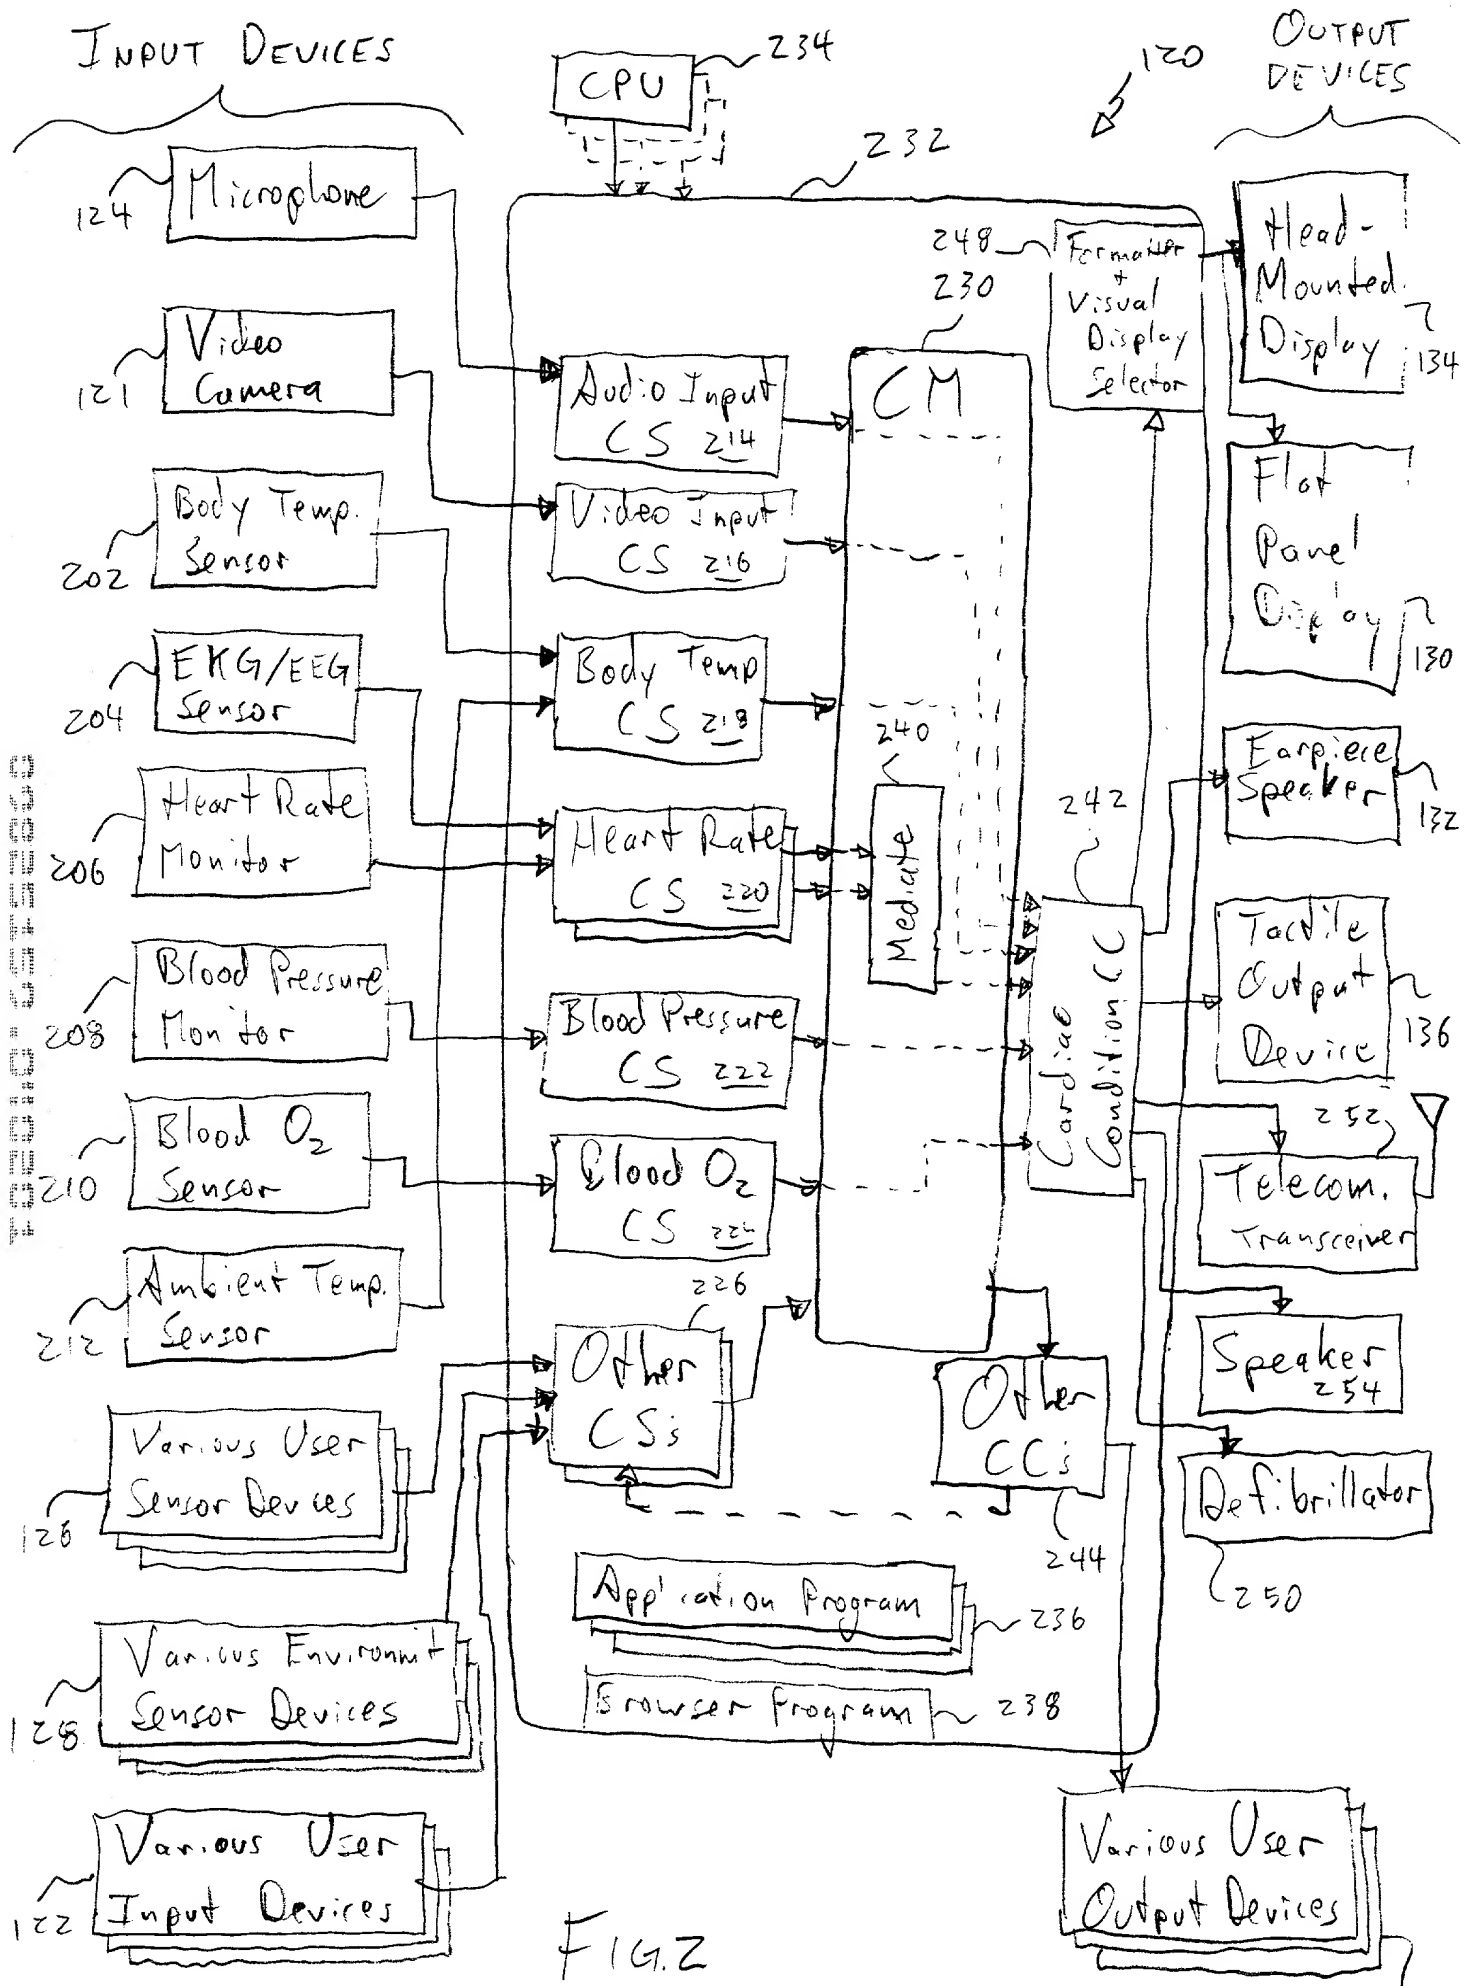 INPUT DEVICES
CPU
234
120
OUTPUT
DEVICES
232
Microphone
124
Video
Camera
121
Body Temp.
Sensor
202
EKG/EEG
Sensor
204
Heart Rate
Monitor
206
Blood Pressure
Monitor
208
Blood O2
Sensor
210
Ambient Temp.
Sensor
212
Various User
Sensor Devices
126
Various Environmt
Sensor Devices
128
Various User
Input Devices
122
Audio Input
CS 214
Video Input
CS 216
Body Temp
CS 218
Heart Rate
CS 220
Blood Pressure
CS 222
Blood O2
CS 224
226
Other
CSs
248
230
CM
240
Mediate
242
Cardiac
Condition CC
Other
CCs
244
Application Program
236
Browser Program
238
Formatter
+
Visual
Display
Selector
Head-
Mounted
Display
134
Flat
Panel
Display
130
Earpiece
Speaker
132
Tactile
Output
Device
136
252
Telecom.
Transceiver
Speaker
254
Defibrillator
250
Various User
Output Devices
FIG. 2